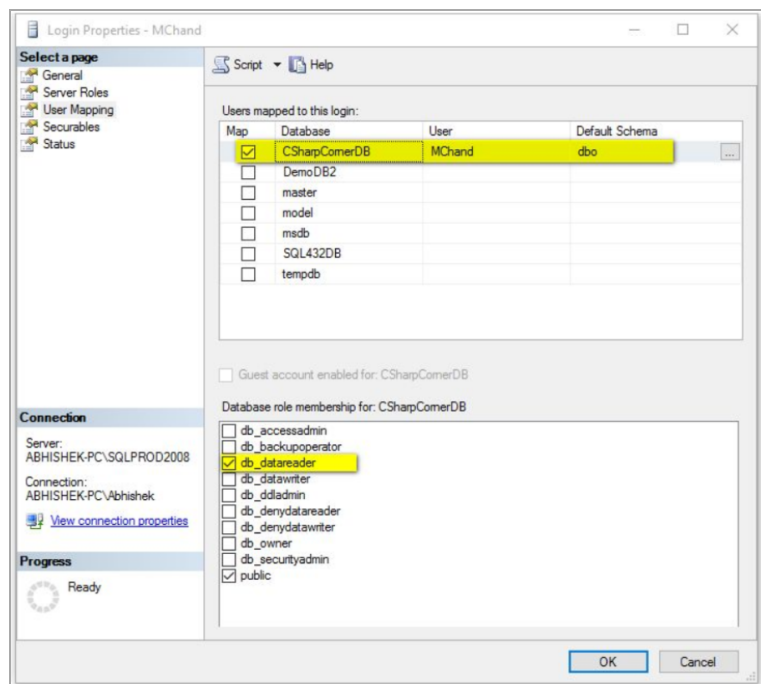 Login Properties - MChand
Select a page
General
Server Roles
User Mapping
Securables
Status
Script Help
Users mapped to this login:
Map Database User Default Schema
CSharpCornerDB MChand dbo ...
DemoDB2
master
model
msdb
SQL432DB
tempdb
Guest account enabled for: CSharpCornerDB
Database role membership for: CSharpCornerDB
db_accessadmin
db_backupoperator
db_datareader
db_datawriter
db_ddladmin
db_denydatareader
db_denydatawriter
db_owner
db_securityadmin
public
Connection
Server:
ABHISHEK-PC\SQLPROD2008
Connection:
ABHISHEK-PC\Abhishek
View connection properties
Progress
Ready
OK Cancel